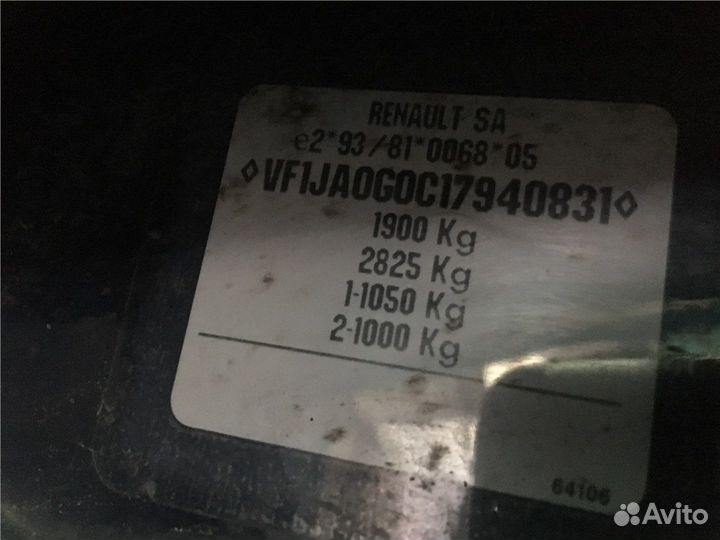 RENAULT SA
e2*93/81*0068*05
◊VF1JA0G0C17940831◊
1900 Kg
2825 Kg
1-1050 Kg
2-1000 Kg
64106
Avito